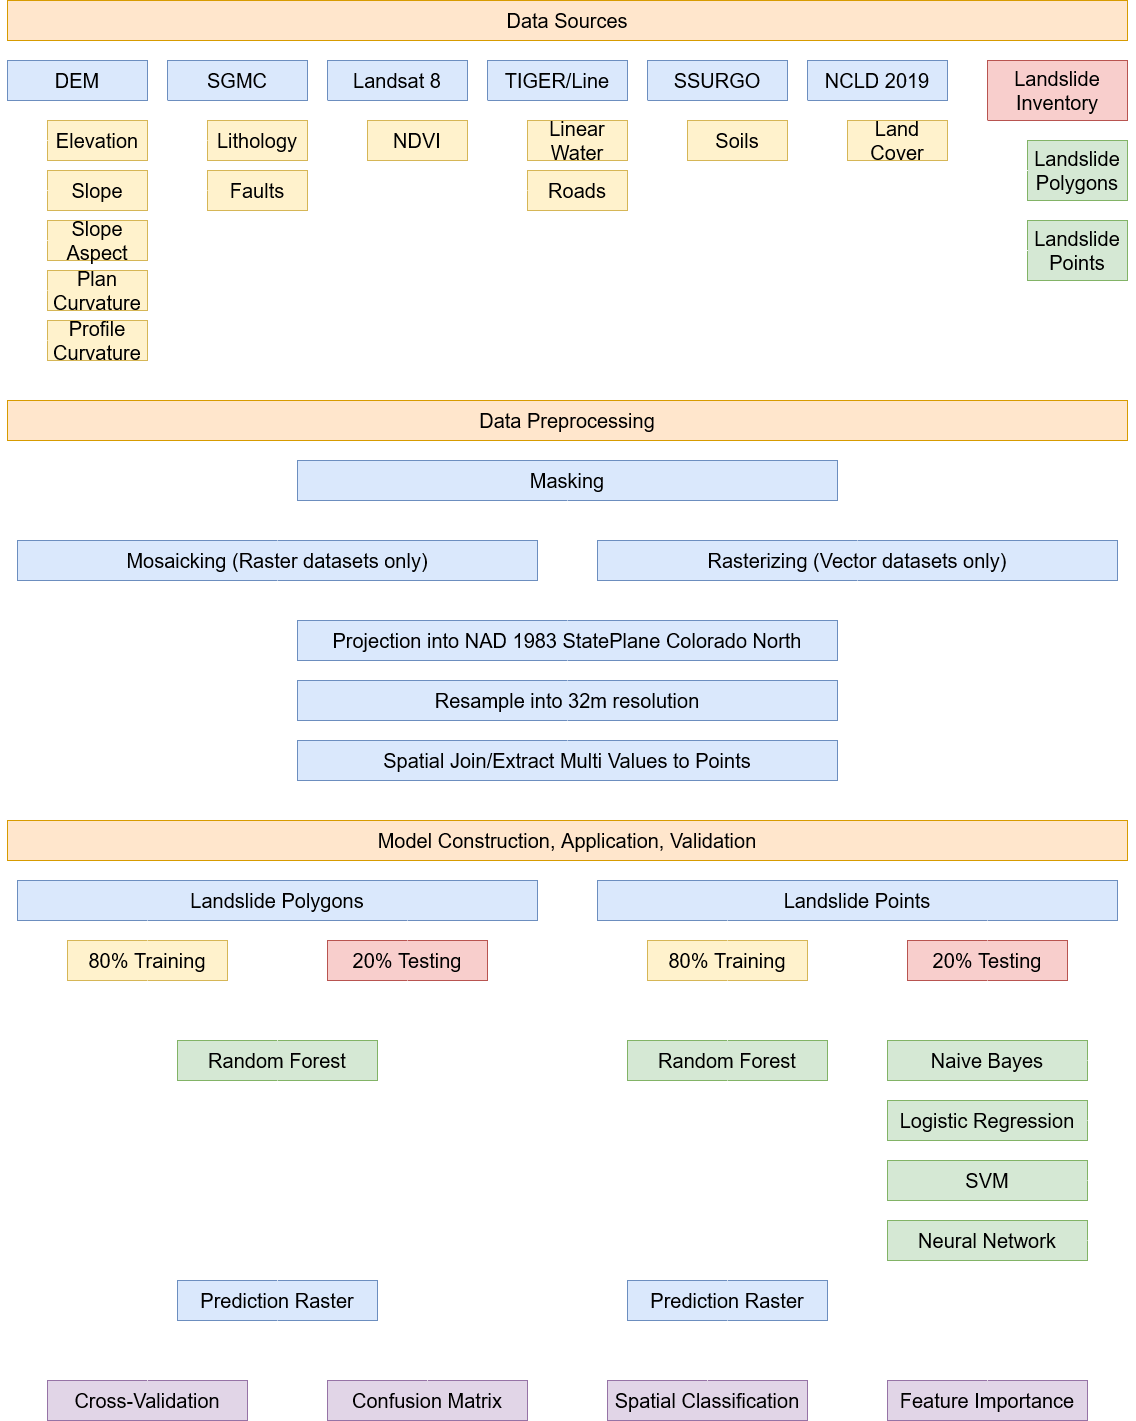 Data Sources
DEM
SGMC
Landsat 8
TIGER/Line
SSURGO
NCLD 2019
Landslide
Inventory
Elevation
Slope
Slope
Aspect
Plan
Curvature
Profile
Curvature
Lithology
Faults
NDVI
Linear
Water
Roads
Soils
Land
Cover
Landslide
Polygons
Landslide
Points
Data Preprocessing
Masking
Mosaicking (Raster datasets only)
Rasterizing (Vector datasets only)
Projection into NAD 1983 StatePlane Colorado North
Resample into 32m resolution
Spatial Join/Extract Multi Values to Points
Model Construction, Application, Validation
Landslide Polygons
Landslide Points
80% Training
20% Testing
80% Training
20% Testing
Random Forest
Random Forest
Naive Bayes
Logistic Regression
SVM
Neural Network
Prediction Raster
Prediction Raster
Cross-Validation
Confusion Matrix
Spatial Classification
Feature Importance